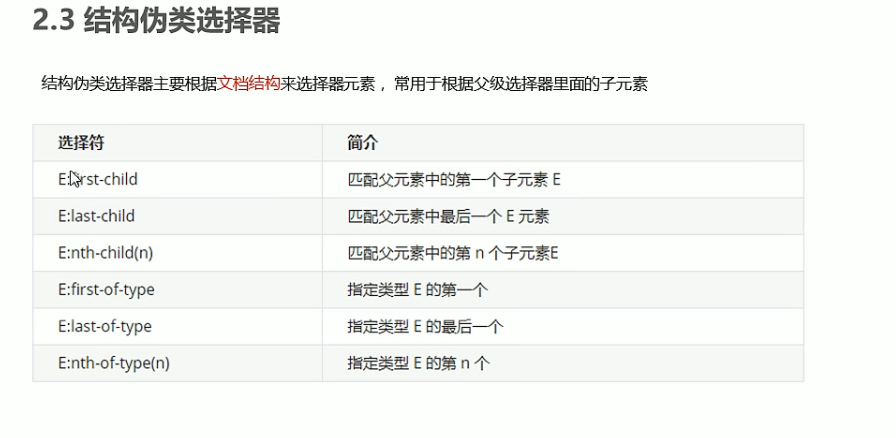 2.3 结构伪类选择器
结构伪类选择器主要根据文档结构来选择器元素，常用于根据父级选择器里面的子元素
选择符 简介
E:first-child 匹配父元素中的第一个子元素 E
E:last-child 匹配父元素中最后一个 E 元素
E:nth-child(n) 匹配父元素中的第 n 个子元素E
E:first-of-type 指定类型 E 的第一个
E:last-of-type 指定类型 E 的最后一个
E:nth-of-type(n) 指定类型 E 的第 n 个